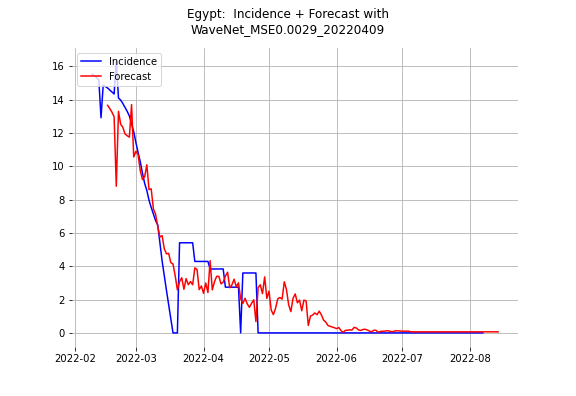 Egypt:  Incidence + Forecast with
WaveNet_MSE0.0029_20220409
Incidence
Forecast
16
14
12
10
8
6
4
2
0
2022-02 2022-03 2022-04 2022-05 2022-06 2022-07 2022-08